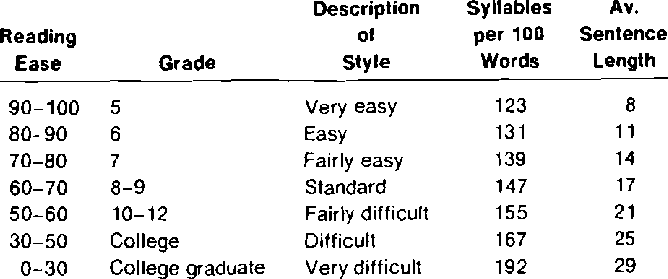 Description Syllables Av.
Reading of per 100 Sentence
Ease Grade Style Words Length
90–100 5 Very easy 123 8
80-90 6 Easy 131 11
70–80 7 Fairly easy 139 14
60–70 8–9 Standard 147 17
50–60 10–12 Fairly difficult 155 21
30–50 College Difficult 167 25
0–30 College graduate Very difficult 192 29